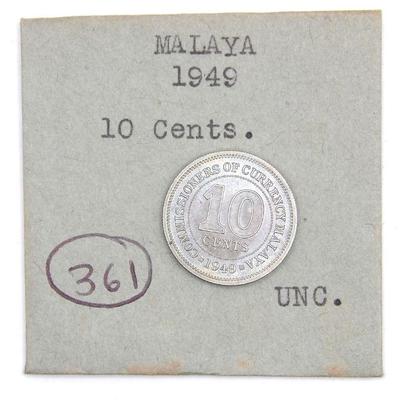 MALAYA
1949
10 Cents.
COMMISSIONERS OF CURRENCY MALAYA
10
CENTS
1949
361
UNC.